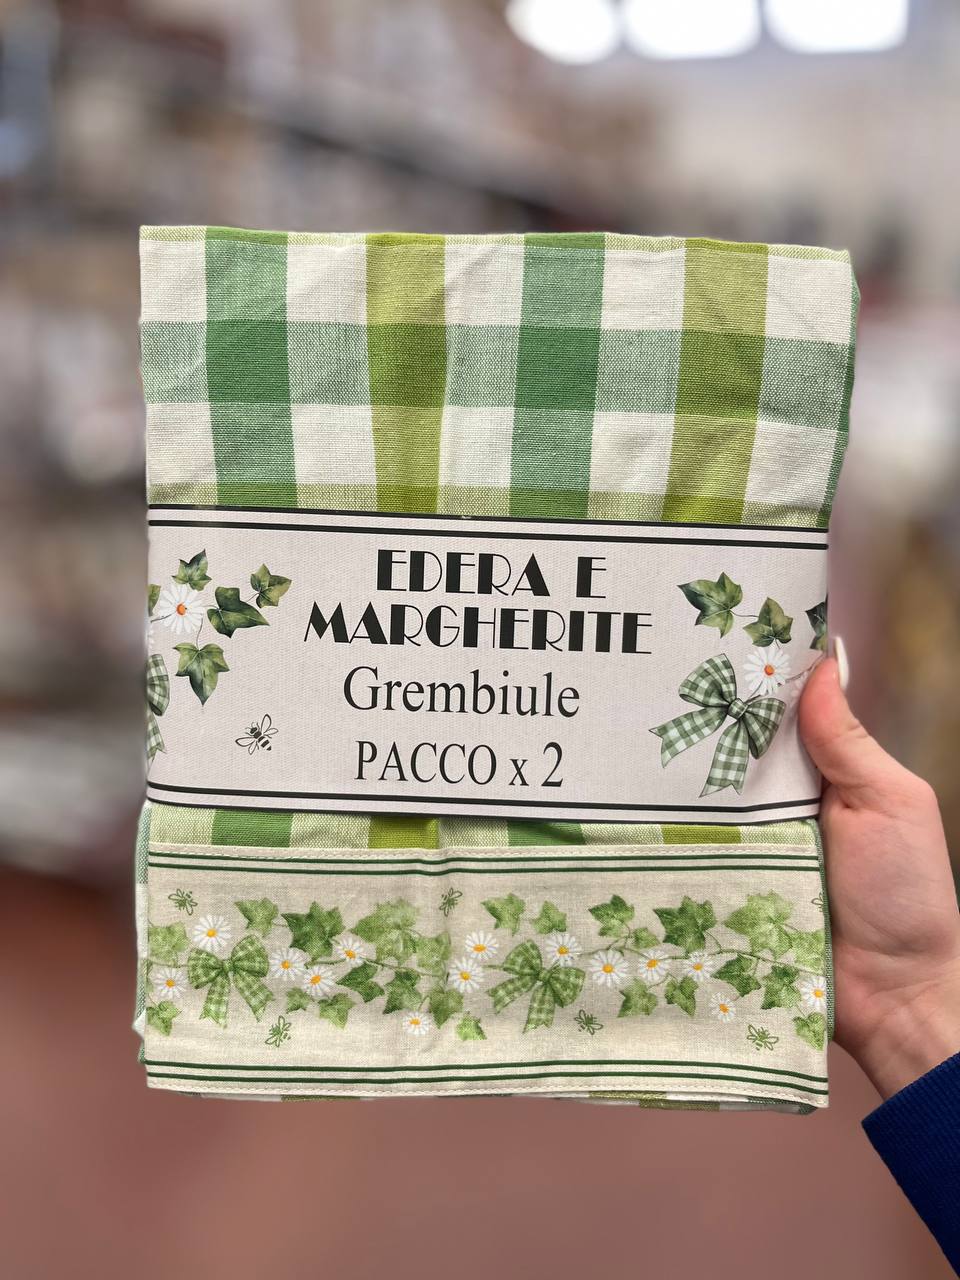 EDERA E
MARGHERITE
Grembiule
PACCO x 2